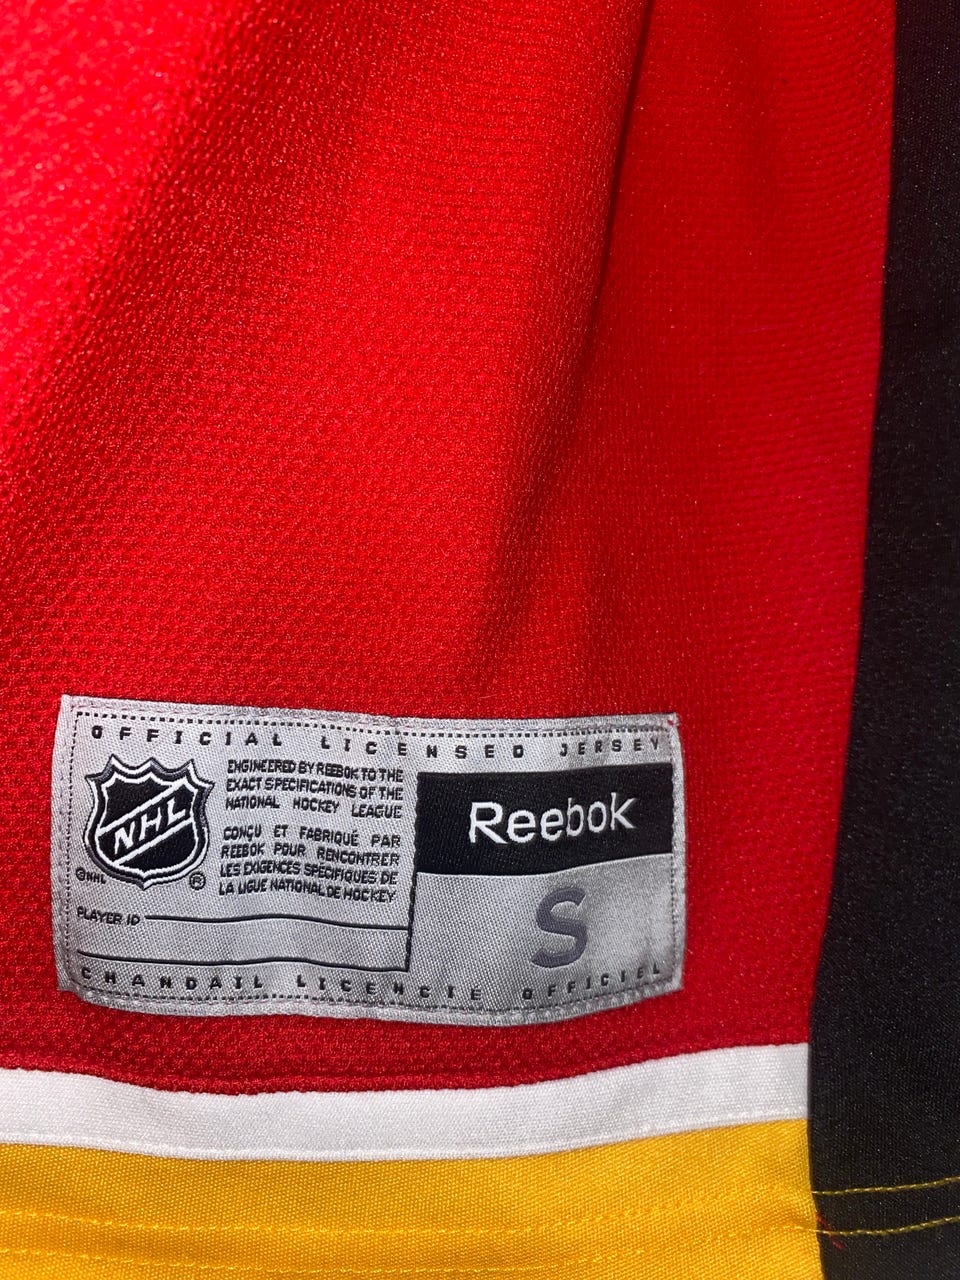 OFFICIAL LICENSED JERSEY
NHL
®
©NHL
ENGINEERED BY REEBOK TO THE
EXACT SPECIFICATIONS OF THE
NATIONAL HOCKEY LEAGUE
CONÇU ET FABRIQUÉ PAR
REEBOK POUR RENCONTRER
LES EXIGENCES SPÉCIFIQUES DE
LA LIGUE NATIONAL DE HOCKEY
Reebok
PLAYER ID
S
CHANDAIL LICENCIÉ OFFICIEL